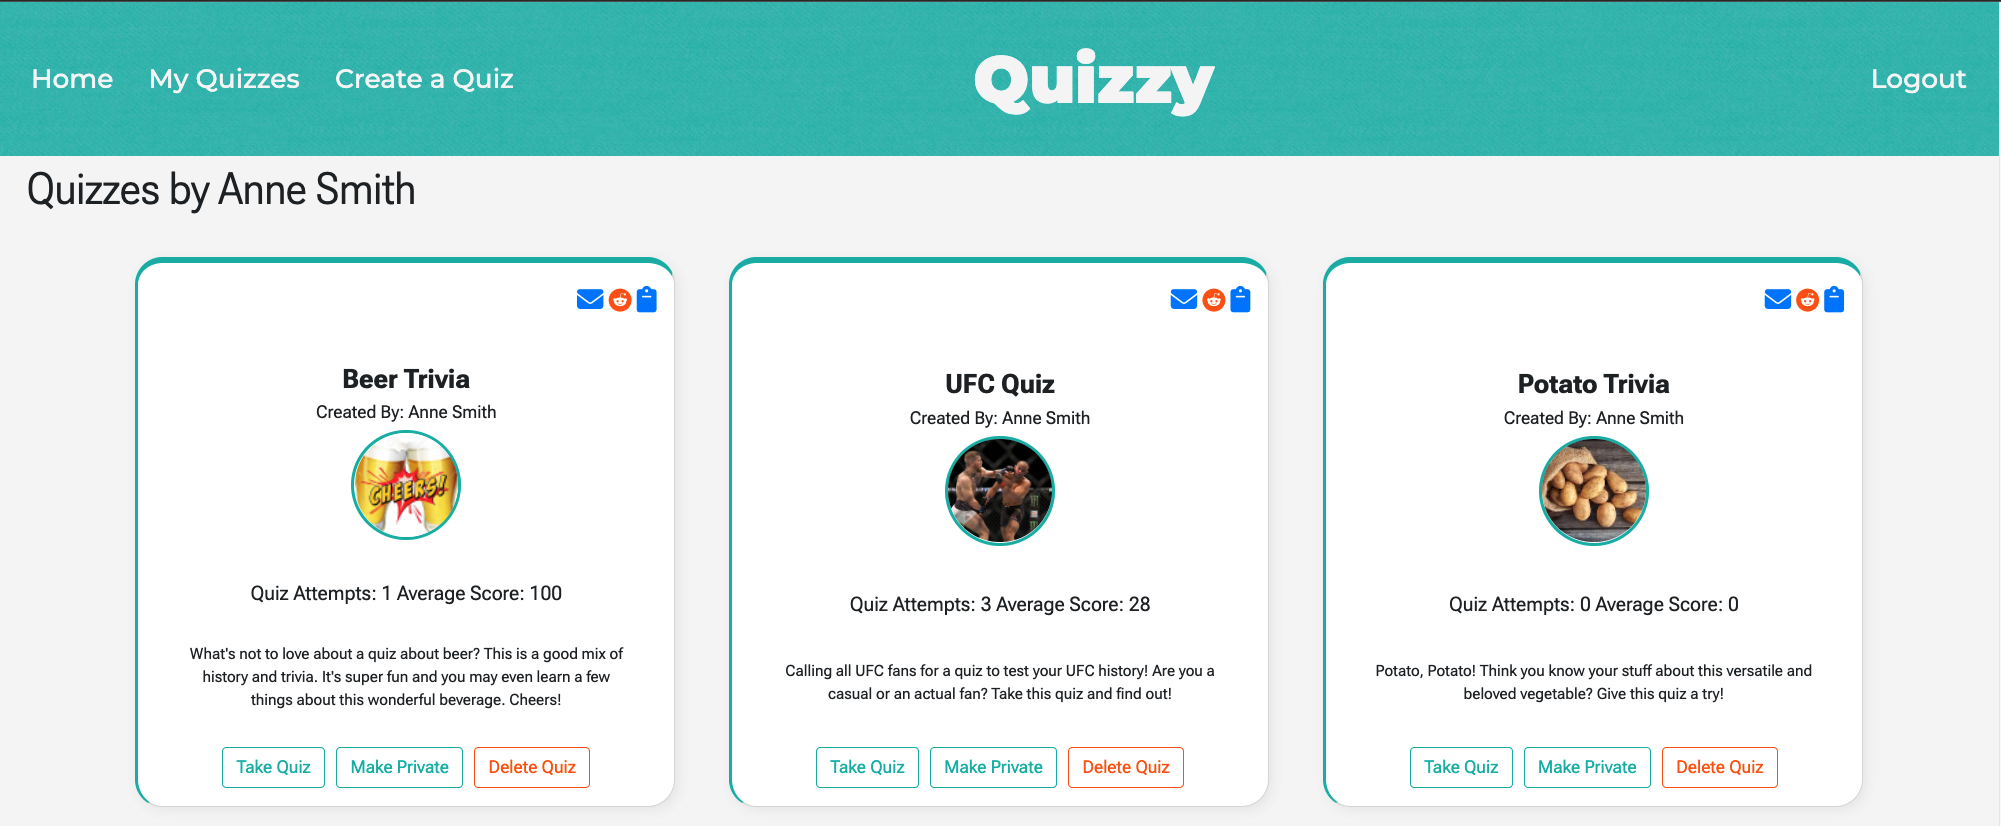 Home My Quizzes Create a Quiz Quizzy Logout
Quizzes by Anne Smith
Beer Trivia
Created By: Anne Smith
CHEERS!
Quiz Attempts: 1 Average Score: 100
What's not to love about a quiz about beer? This is a good mix of
history and trivia. It's super fun and you may even learn a few
things about this wonderful beverage. Cheers!
Take Quiz Make Private Delete Quiz
UFC Quiz
Created By: Anne Smith
Quiz Attempts: 3 Average Score: 28
Calling all UFC fans for a quiz to test your UFC history! Are you a
casual or an actual fan? Take this quiz and find out!
Take Quiz Make Private Delete Quiz
Potato Trivia
Created By: Anne Smith
Quiz Attempts: 0 Average Score: 0
Potato, Potato! Think you know your stuff about this versatile and
beloved vegetable? Give this quiz a try!
Take Quiz Make Private Delete Quiz